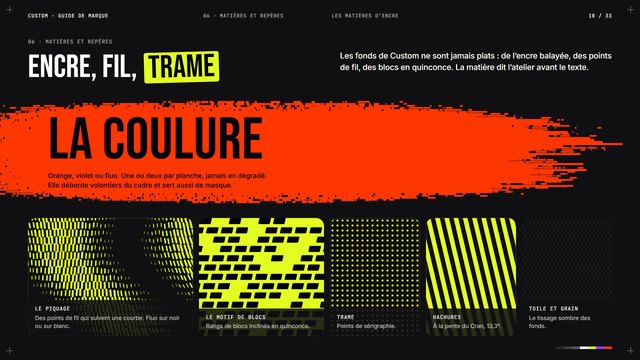 CUSTOM · GUIDE DE MARQUE
06 · MATIÈRES ET REPÈRES
LES MATIÈRES D'ENCRE
18 / 33
06 · MATIÈRES ET REPÈRES
ENCRE, FIL, TRAME
Les fonds de Custom ne sont jamais plats : de l'encre balayée, des points
de fil, des blocs en quinconce. La matière dit l'atelier avant le texte.
LA COULURE
Orange, violet ou fluo. Une ou deux par planche, jamais en dégradé.
Elle déborde volontiers du cadre et sert aussi de masque.
LE PIQUAGE
Des points de fil qui suivent une courbe. Fluo sur noir
ou sur blanc.
LE MOTIF DE BLOCS
Rangs de blocs inclinés en quinconce.
TRAME
Points de sérigraphie.
HACHURES
À la pente du Cran, 13,3°.
TOILE ET GRAIN
Le tissage sombre des
fonds.